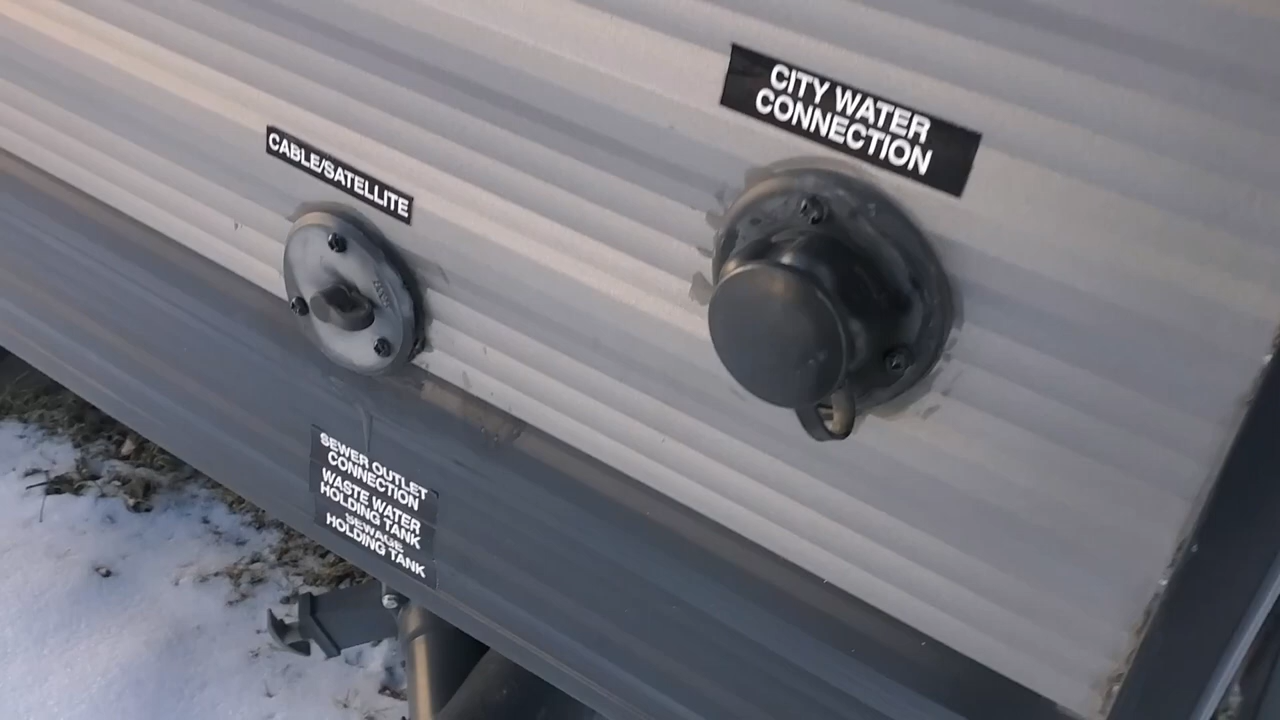 CITY WATER
CONNECTION
CABLE/SATELLITE
SEWER OUTLET
CONNECTION
WASTE WATER
HOLDING TANK
SEWAGE
HOLDING TANK